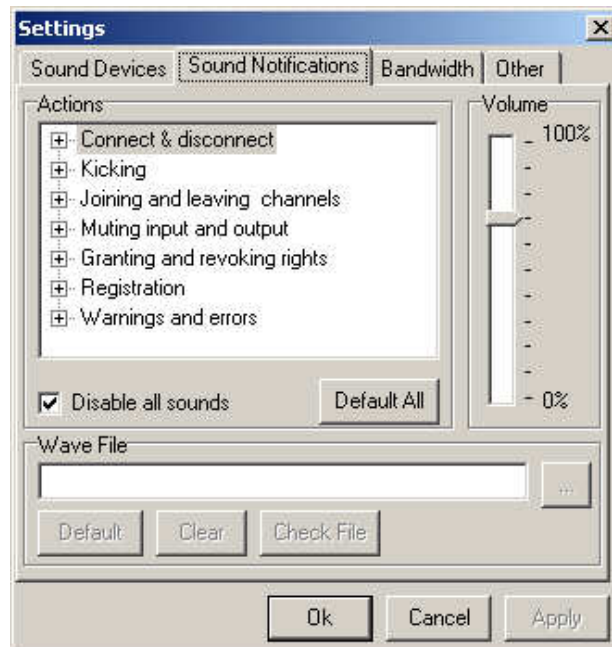 Settings
Sound Devices Sound Notifications Bandwidth Other
Actions
Connect & disconnect
Kicking
Joining and leaving channels
Muting input and output
Granting and revoking rights
Registration
Warnings and errors
Disable all sounds
Default All
Volume
100%
0%
Wave File
...
Default Clear Check File
Ok Cancel Apply